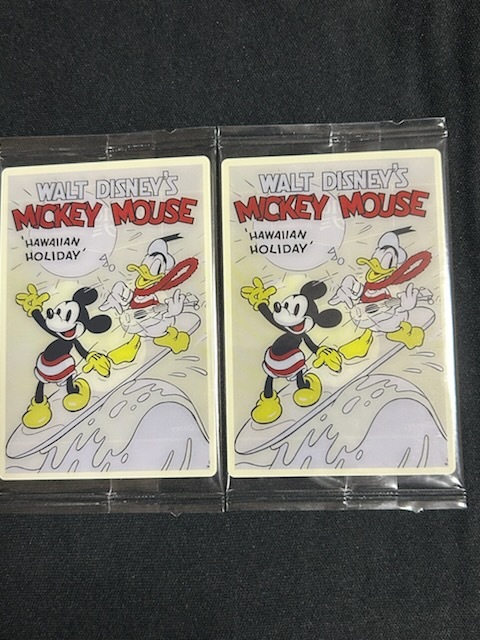 WALT DISNEY'S
MICKEY MOUSE
'HAWAIIAN
HOLIDAY'
WALT DISNEY'S
MICKEY MOUSE
'HAWAIIAN
HOLIDAY'